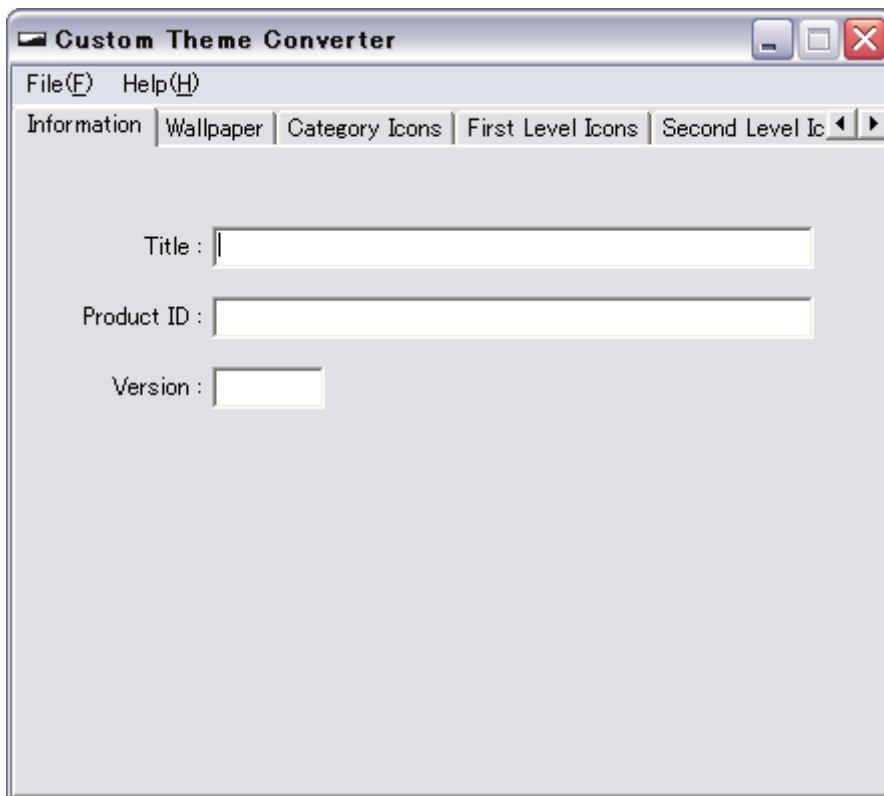 Custom Theme Converter
File(F) Help(H)
Information Wallpaper Category Icons First Level Icons Second Level Ic
Title :
Product ID :
Version :